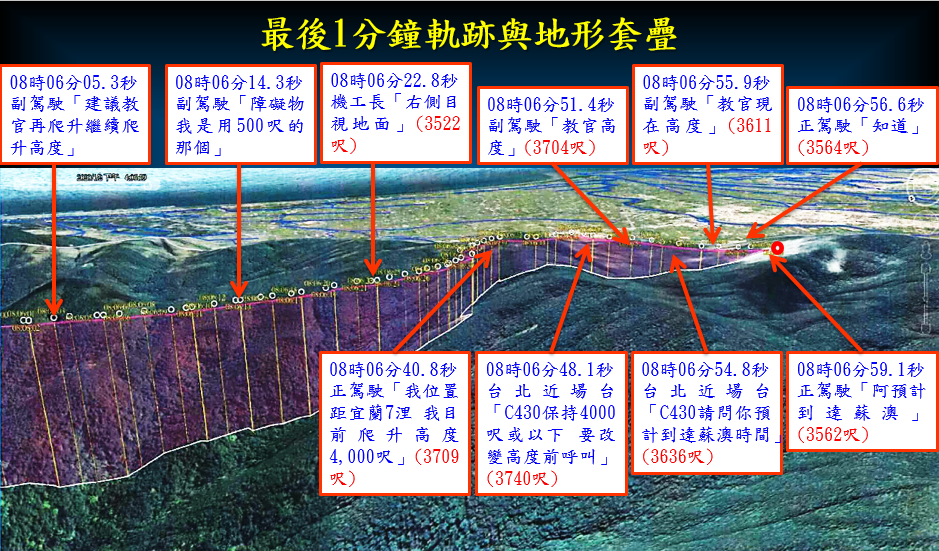 最後1分鐘軌跡與地形套疊
08時06分05.3秒
副駕駛「建議教
官再爬升繼續爬
升高度」
08時06分14.3秒
副駕駛「障礙物
我是用500呎的
那個」
08時06分22.8秒
機工長「右側目
視地面」(3522
呎)
08時06分51.4秒
副駕駛「教官高
度」(3704呎)
08時06分55.9秒
副駕駛「教官現
在高度」(3611
呎)
08時06分56.6秒
正駕駛「知道」
(3564呎)
08時06分40.8秒
正駕駛「我位置
距宜蘭7浬 我目
前爬升高度
4,000呎」(3709
呎)
08時06分48.1秒
台北近場台
「C430保持4000
呎或以下 要改
變高度前呼叫」
(3740呎)
08時06分54.8秒
台北近場台
「C430請問你預
計到達蘇澳時間」
(3636呎)
08時06分59.1秒
正駕駛「阿預計
到達蘇澳」
(3562呎)